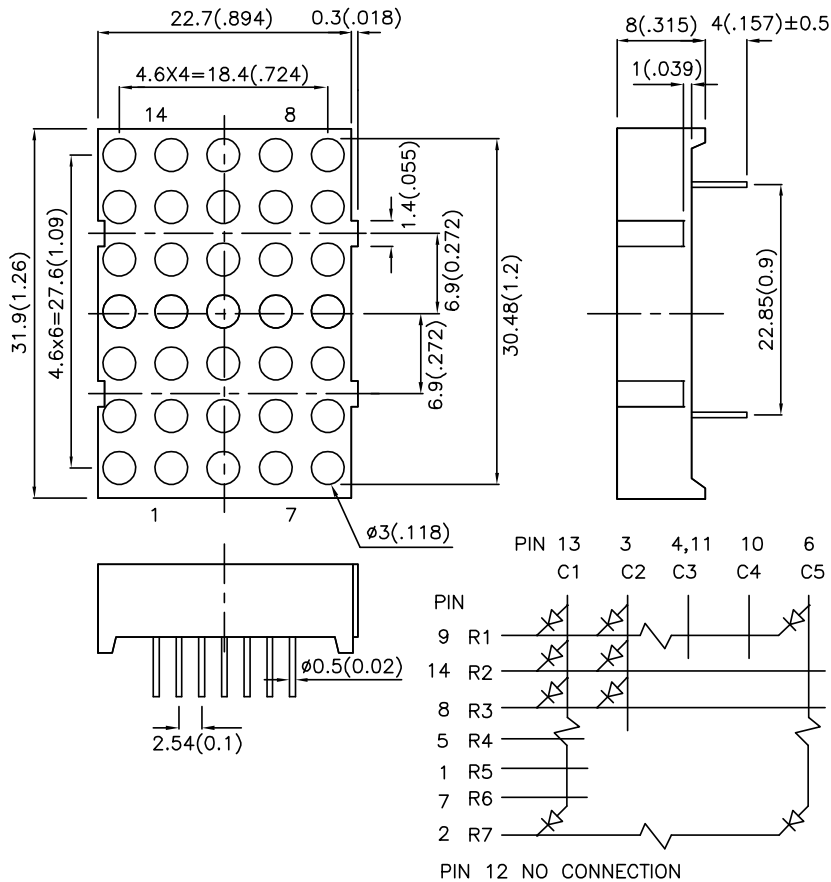 22.7(.894)
0.3(.018)
8(.315)
4(.157)±0.5
4.6X4=18.4(.724)
1(.039)
14
8
31.9(1.26)
4.6x6=27.6(1.09)
1.4(.055)
6.9(0.272)
6.9(.272)
30.48(1.2)
22.85(0.9)
1
7
ø3(.118)
ø0.5(0.02)
2.54(0.1)
PIN 13 3 4,11 10 6
C1 C2 C3 C4 C5
PIN
9 R1
14 R2
8 R3
5 R4
1 R5
7 R6
2 R7
PIN 12 NO CONNECTION